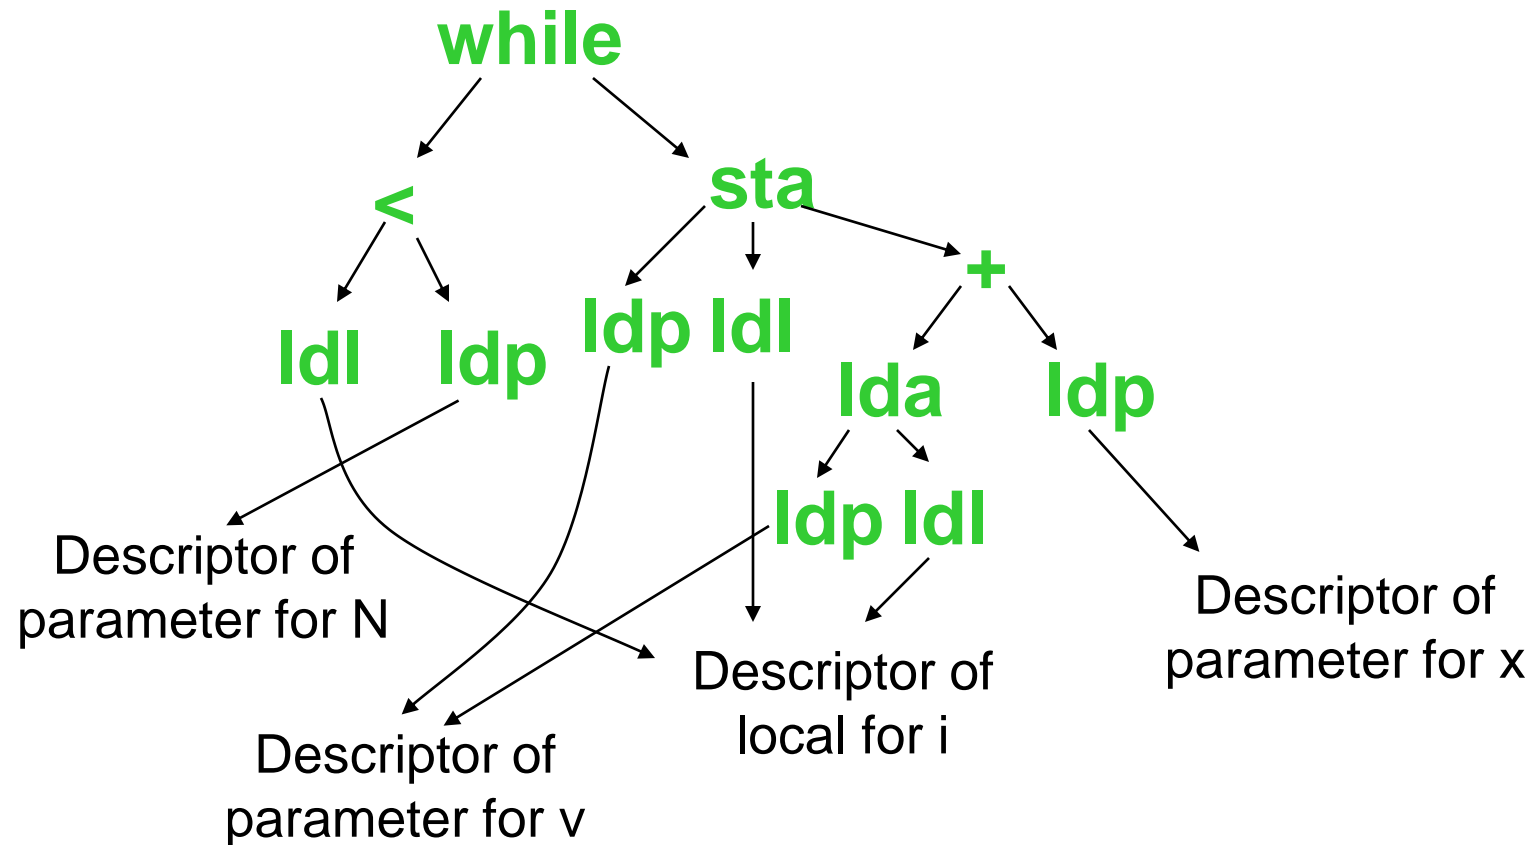 while
<
sta
+
ldl ldp
ldp ldl
lda ldp
ldp ldl
Descriptor of
parameter for N
Descriptor of
parameter for x
Descriptor of
local for i
Descriptor of
parameter for v